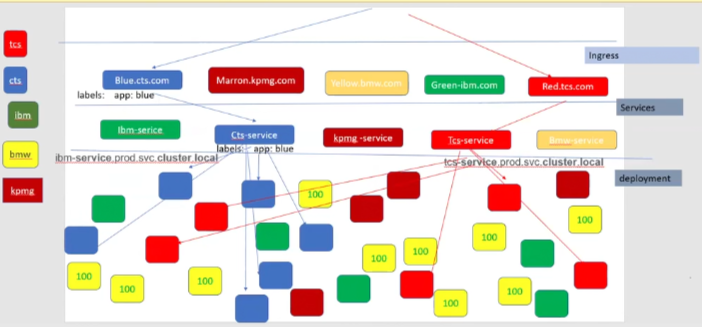 tcs
cts
ibm
bmw
kpmg
Ingress
Blue.cts.com
Marron.kpmg.com
Yellow.bmw.com
Green-ibm.com
Red.tcs.com
labels: app: blue
Services
Ibm-serice
Cts-service
kpmg -service
Tcs-service
Bmw-service
labels: app: blue
ibm-service.prod.svc.cluster.local
tcs-service.prod.svc.cluster.local
deployment
100
100
100
100
100
100
100
100
100
100